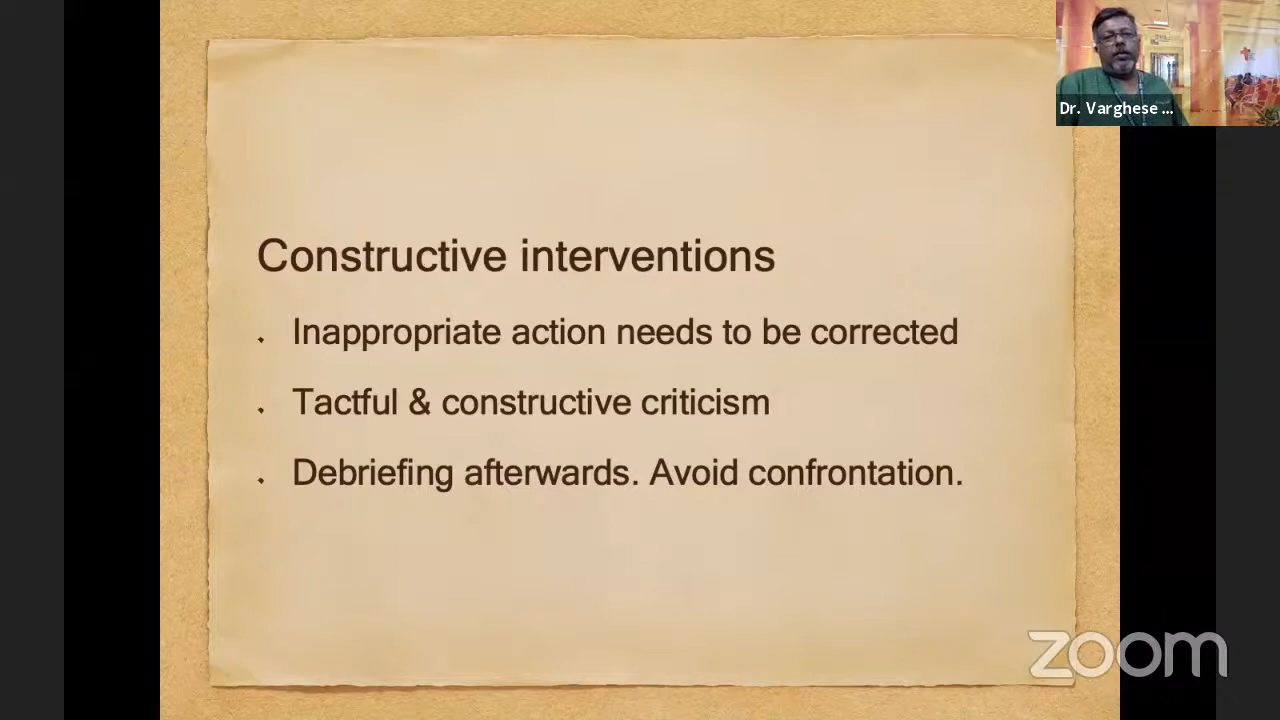 Dr. Varghese ...
Constructive interventions
Inappropriate action needs to be corrected
Tactful & constructive criticism
Debriefing afterwards. Avoid confrontation.
zoom